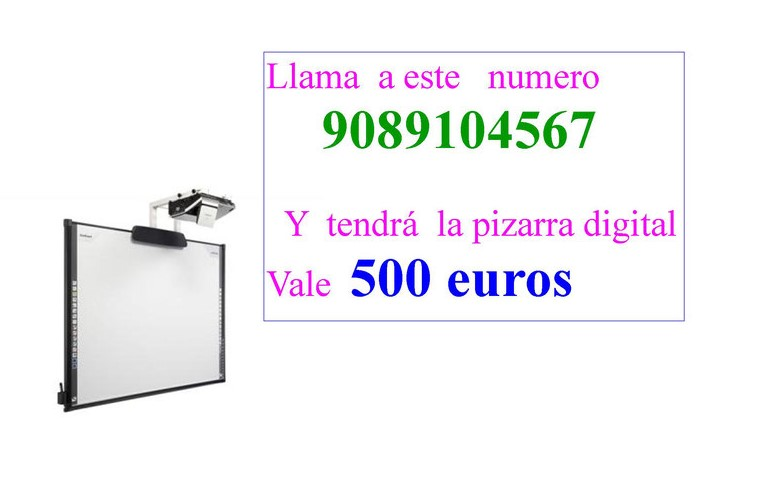 Llama a este numero
9089104567
Y tendrá la pizarra digital
Vale 500 euros